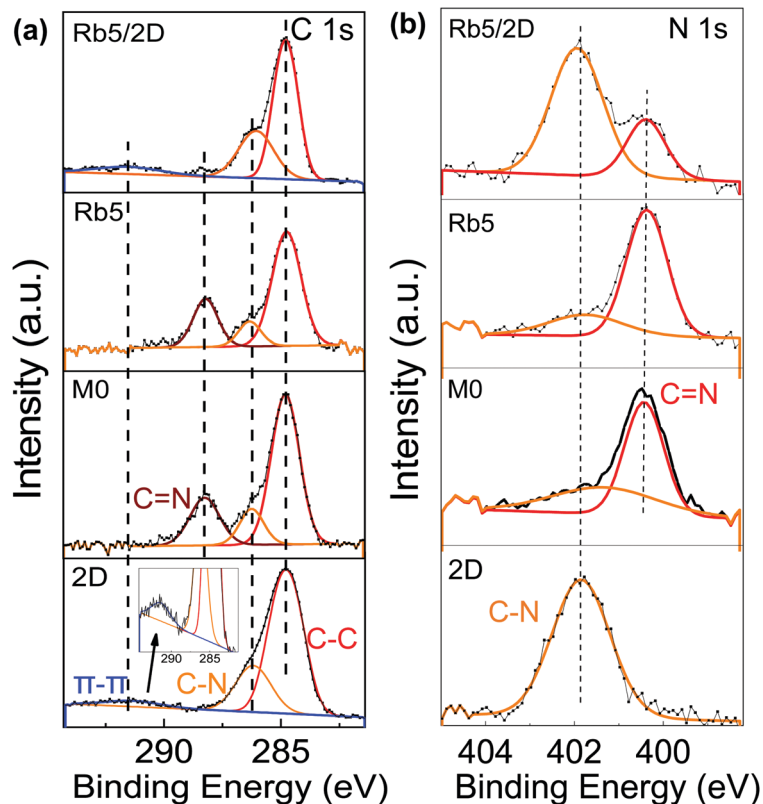 (a)
Rb5/2D
C 1s
Rb5
M0
C=N
2D
290
285
π-π
C-N
C-C
290
285
Binding Energy (eV)
Intensity (a.u.)
(b)
Rb5/2D
N 1s
Rb5
M0
C=N
2D
C-N
404
402
400
Binding Energy (eV)
Intensity (a.u.)